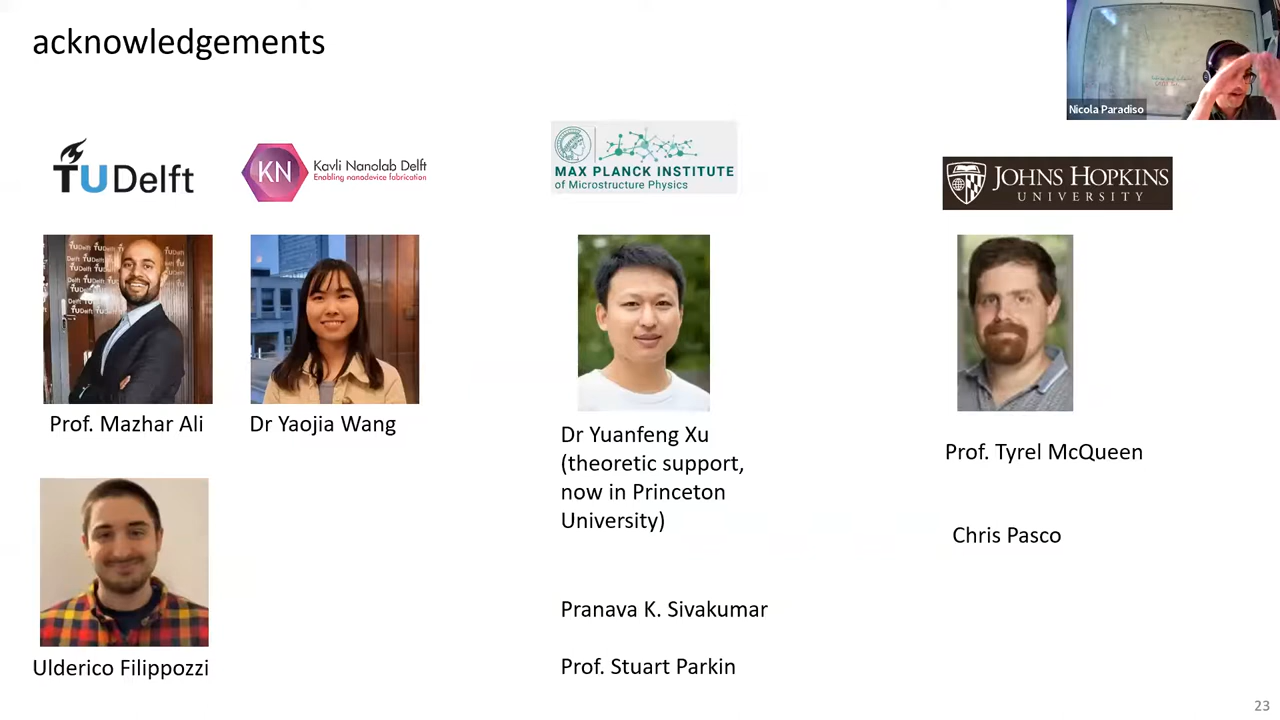 acknowledgements
Nicola Paradiso
TU Delft
KN
Kavli Nanolab Delft
Enabling nanodevice fabrication
MAX PLANCK INSTITUTE
of Microstructure Physics
JOHNS HOPKINS
UNIVERSITY
Prof. Mazhar Ali
Dr Yaojia Wang
Dr Yuanfeng Xu
(theoretic support,
now in Princeton
University)
Prof. Tyrel McQueen
Chris Pasco
Ulderico Filippozzi
Pranava K. Sivakumar
Prof. Stuart Parkin
23